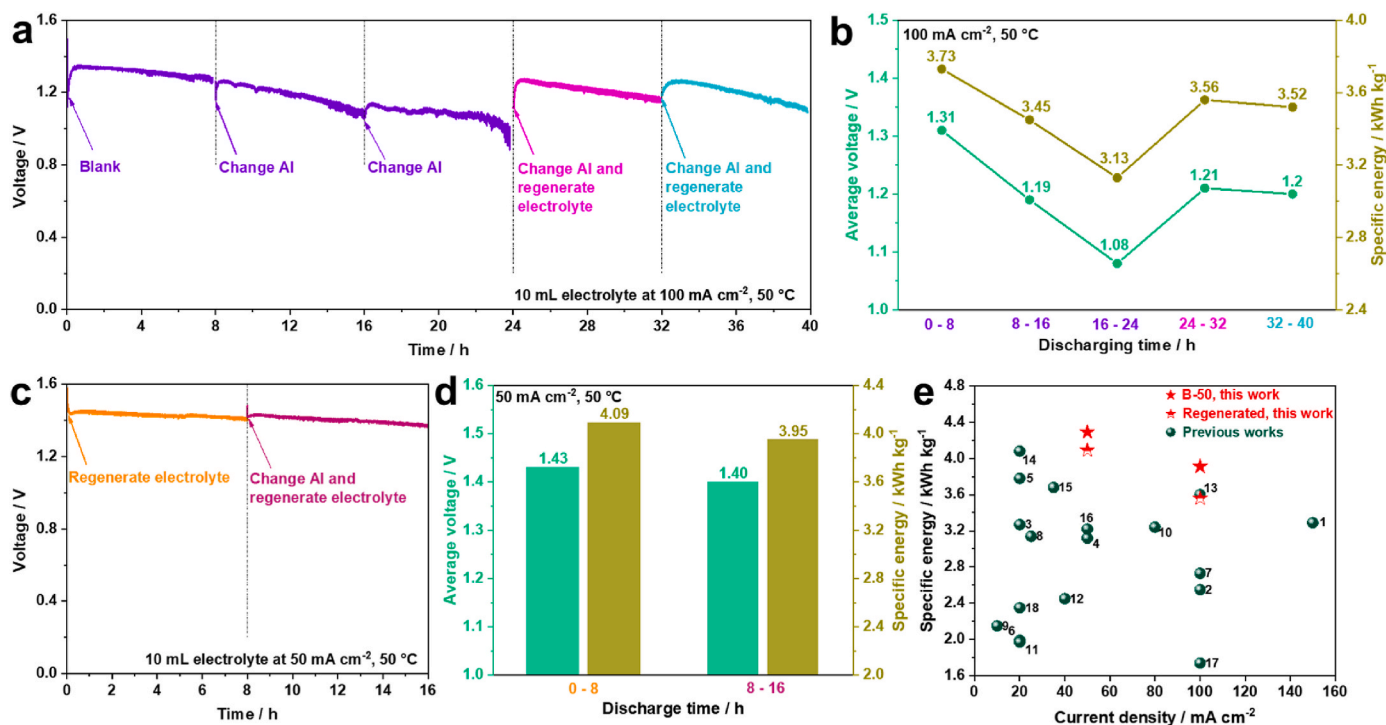 a
1.6
1.2
0.8
0.4
0.0
Voltage / V
Blank
Change Al
Change Al
Change Al and
regenerate
electrolyte
Change Al and
regenerate
electrolyte
10 mL electrolyte at 100 mA cm⁻², 50 °C
0 4 8 12 16 20 24 28 32 36 40
Time / h
b
100 mA cm⁻², 50 °C
1.5
1.4
1.3
1.2
1.1
1.0
Average voltage / V
3.73
3.45
3.13
3.56
3.52
1.31
1.19
1.08
1.21
1.2
4.0
3.6
3.2
2.8
2.4
Specific energy / kWh kg⁻¹
0 - 8 8 - 16 16 - 24 24 - 32 32 - 40
Discharging time / h
c
1.6
1.2
0.8
0.4
0.0
Voltage / V
Regenerate electrolyte
Change Al and
regenerate electrolyte
10 mL electrolyte at 50 mA cm⁻², 50 °C
0 2 4 6 8 10 12 14 16
Time / h
d
50 mA cm⁻², 50 °C
1.6
1.5
1.4
1.3
1.2
1.1
1.0
Average voltage / V
1.43
4.09
1.40
3.95
4.4
4.0
3.6
3.2
2.8
2.4
2.0
Specific energy / kWh kg⁻¹
0 - 8 8 - 16
Discharge time / h
e
4.8
4.4
4.0
3.6
3.2
2.8
2.4
2.0
1.6
Specific energy / kWh kg⁻¹
B-50, this work
Regenerated, this work
Previous works
14
5
15
13
3
8
16
4
10
1
7
2
12
18
9
6
11
17
0 20 40 60 80 100 120 140 160
Current density / mA cm⁻²